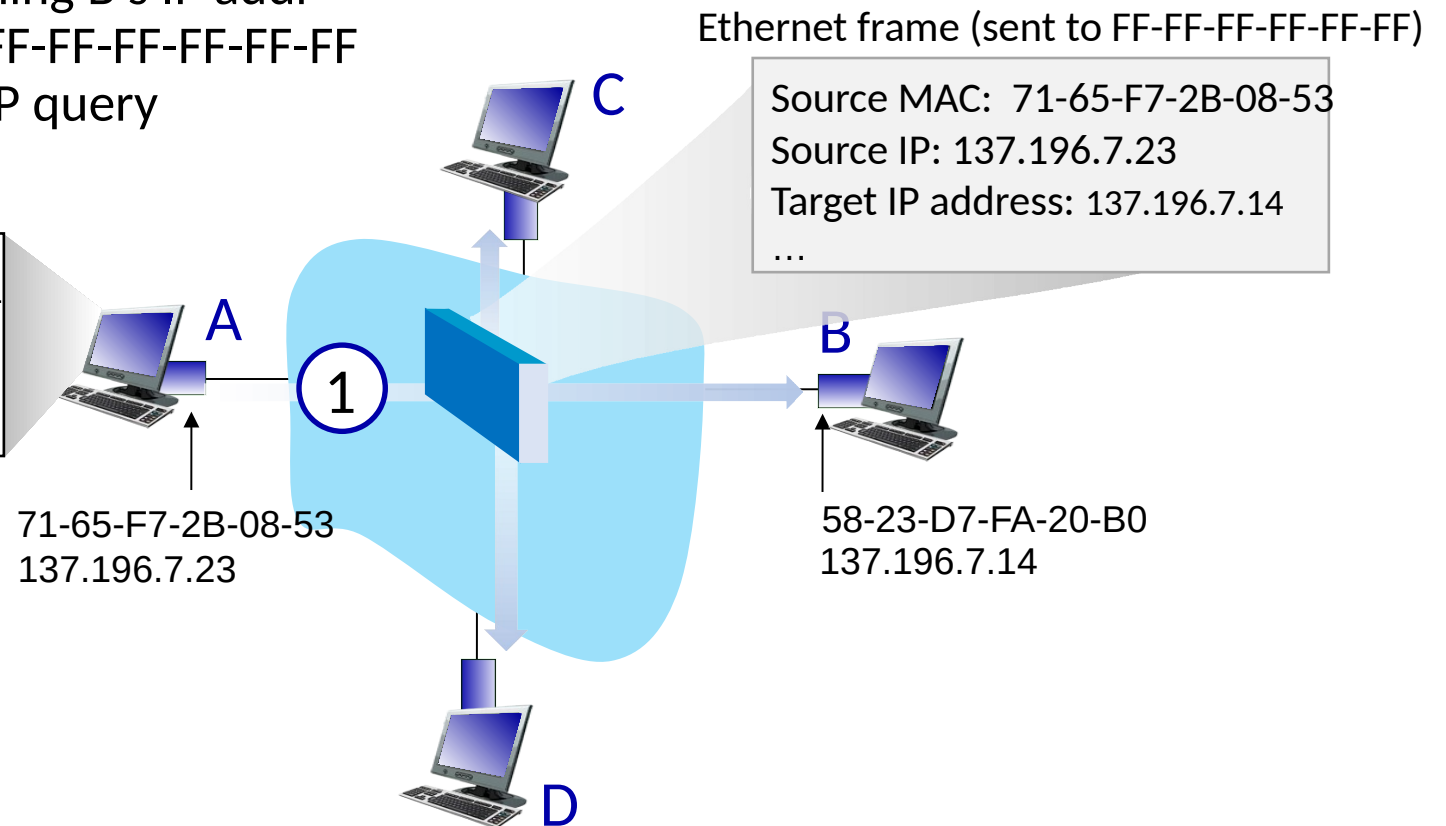 FF-FF-FF-FF-FF-FF
query
Ethernet frame (sent to FF-FF-FF-FF-FF-FF)
Source MAC: 71-65-F7-2B-08-53
Source IP: 137.196.7.23
Target IP address: 137.196.7.14
...
C
A
B
1
71-65-F7-2B-08-53
137.196.7.23
58-23-D7-FA-20-B0
137.196.7.14
D